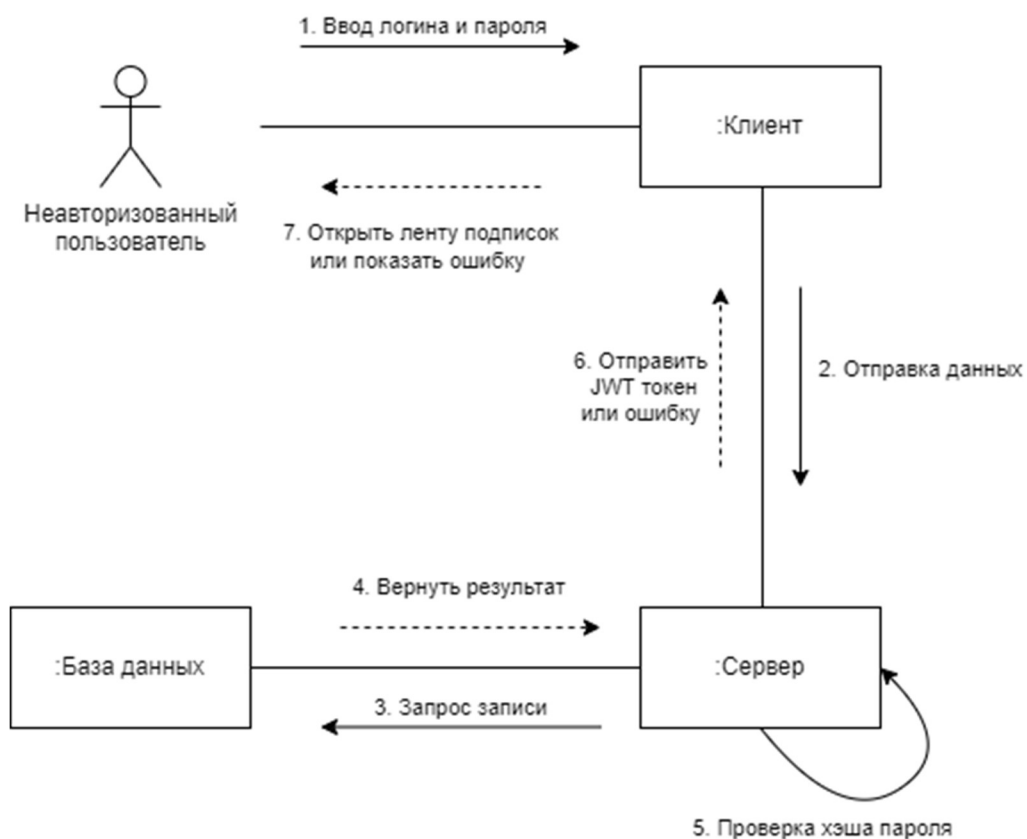 1. Ввод логина и пароля
:Клиент
Неавторизованный
пользователь
7. Открыть ленту подписок
или показать ошибку
6. Отправить
JWT токен
или ошибку
2. Отправка данных
4. Вернуть результат
:База данных
:Сервер
3. Запрос записи
5. Проверка хэша пароля